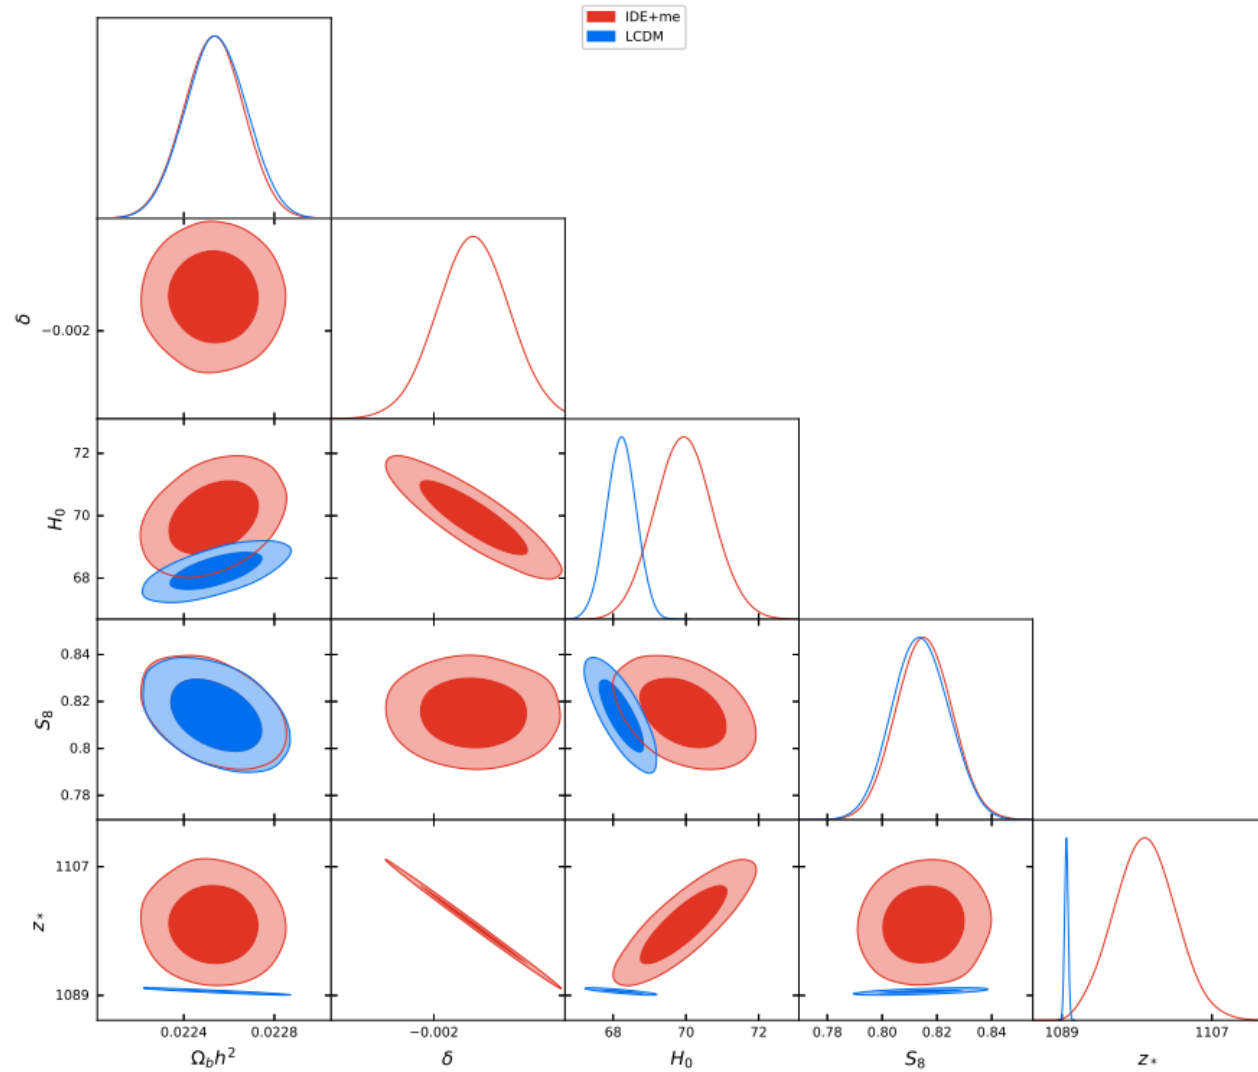 IDE+me
LCDM
δ
−0.002
H₀
72
70
68
S₈
0.84
0.82
0.8
0.78
z*
1107
1089
0.0224 0.0228
−0.002
68 70 72
0.78 0.80 0.82 0.84
1089 1107
Ω_b h²
δ
H₀
S₈
z*